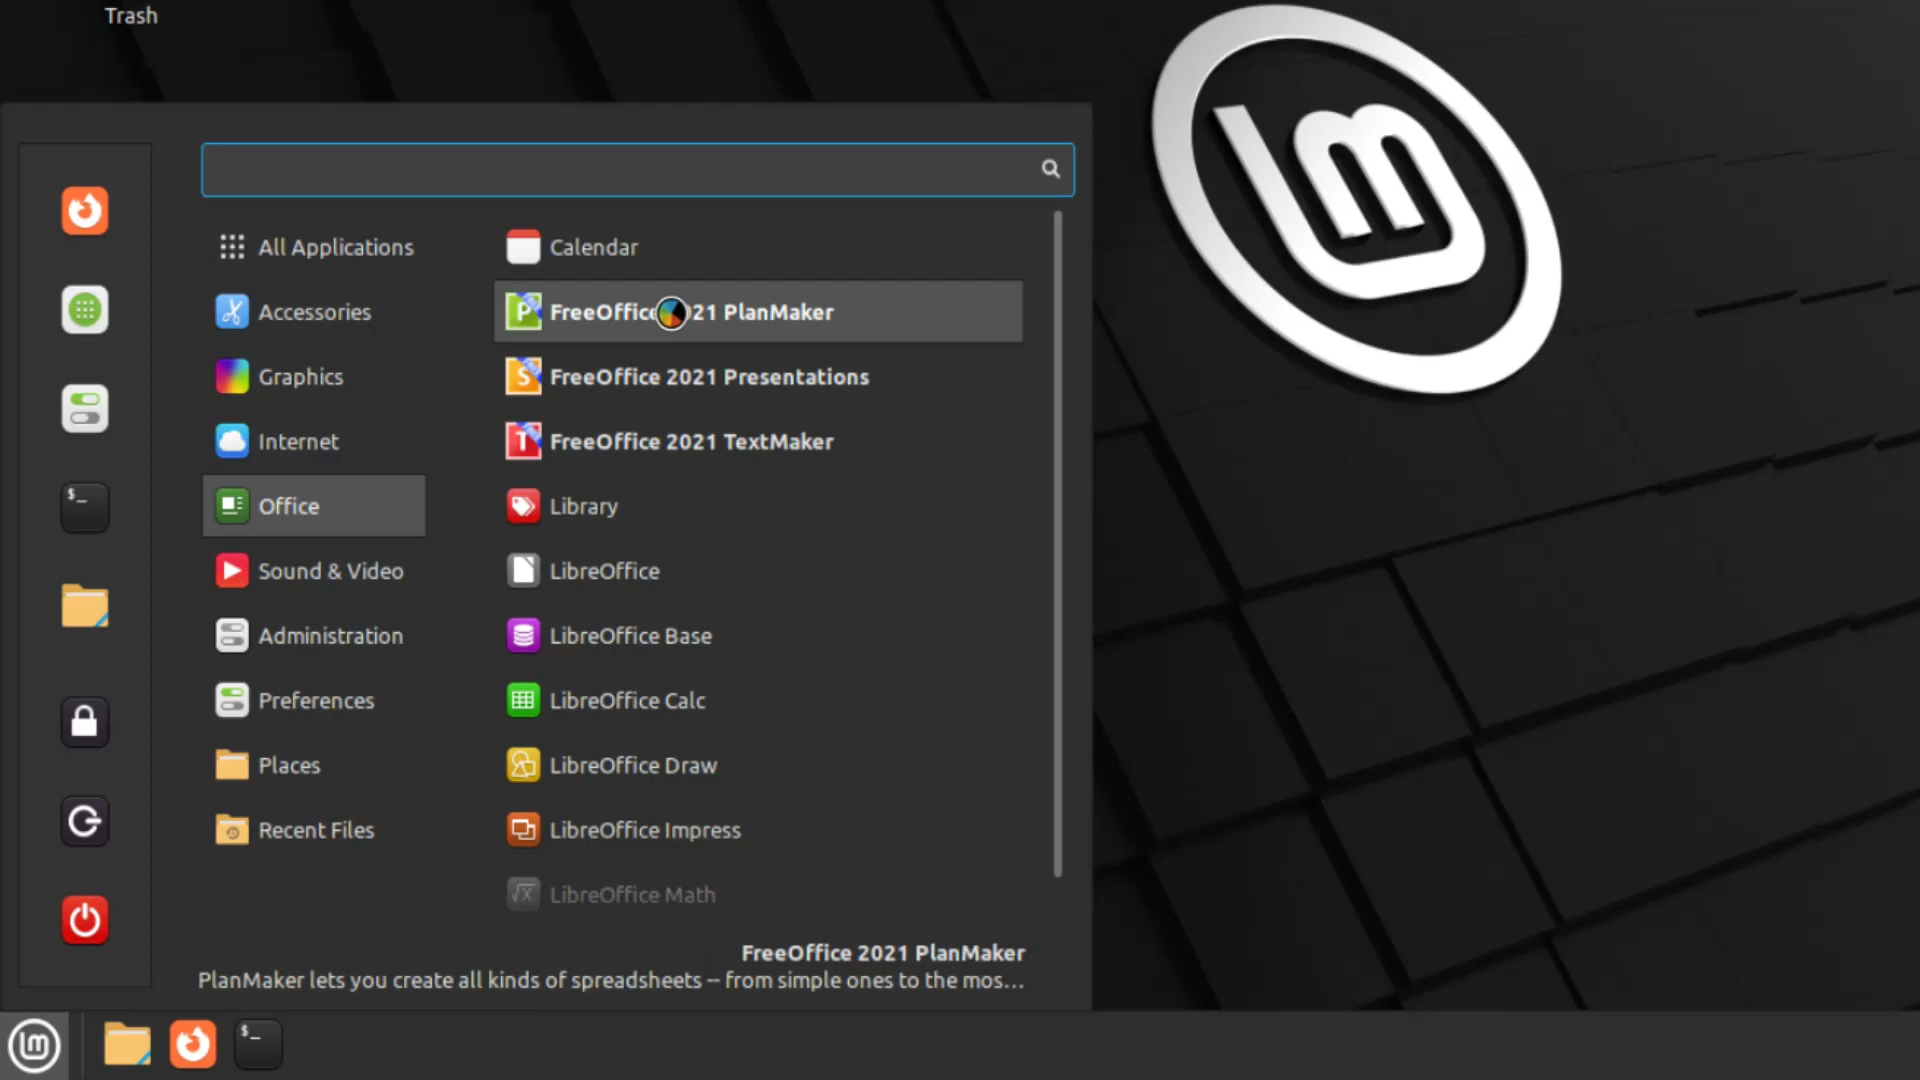 Trash
All Applications
Accessories
Graphics
Internet
Office
Sound & Video
Administration
Preferences
Places
Recent Files
Calendar
FreeOffice 2021 PlanMaker
FreeOffice 2021 Presentations
FreeOffice 2021 TextMaker
Library
LibreOffice
LibreOffice Base
LibreOffice Calc
LibreOffice Draw
LibreOffice Impress
LibreOffice Math
FreeOffice 2021 PlanMaker
PlanMaker lets you create all kinds of spreadsheets -- from simple ones to the mos...